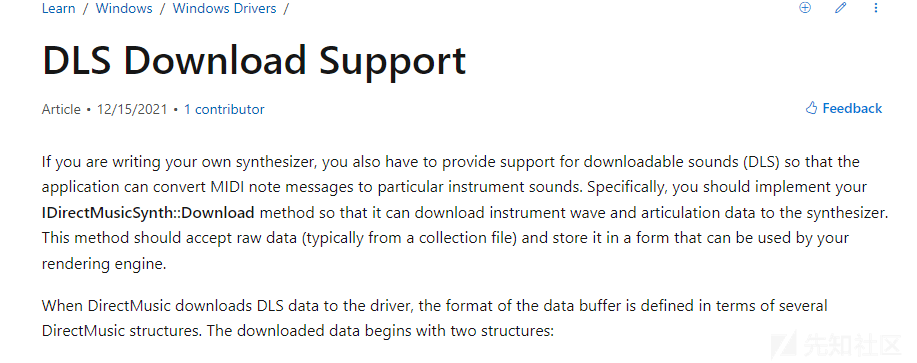 Learn / Windows / Windows Drivers /
DLS Download Support
Article • 12/15/2021 • 1 contributor
Feedback
If you are writing your own synthesizer, you also have to provide support for downloadable sounds (DLS) so that the
application can convert MIDI note messages to particular instrument sounds. Specifically, you should implement your
IDirectMusicSynth::Download method so that it can download instrument wave and articulation data to the synthesizer.
This method should accept raw data (typically from a collection file) and store it in a form that can be used by your
rendering engine.
When DirectMusic downloads DLS data to the driver, the format of the data buffer is defined in terms of several
DirectMusic structures. The downloaded data begins with two structures:
先知社区